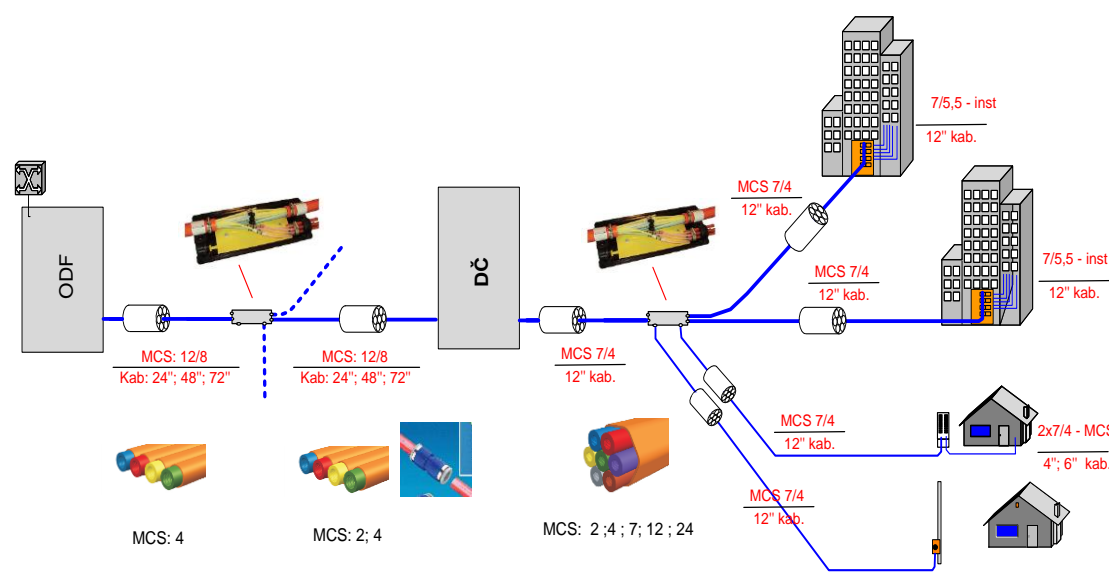 7/5,5 - inst
12" kab.
MCS 7/4
12" kab.
ODF
DČ
MCS 7/4
12" kab.
7/5,5 - inst
12" kab.
MCS: 12/8
Kab: 24"; 48"; 72"
MCS: 12/8
Kab: 24"; 48"; 72"
MCS 7/4
12" kab.
MCS 7/4
12" kab.
2x7/4 - MCS
4"; 6" kab.
MCS 7/4
12" kab.
MCS: 4
MCS: 2; 4
MCS: 2 ;4 ; 7; 12 ; 24